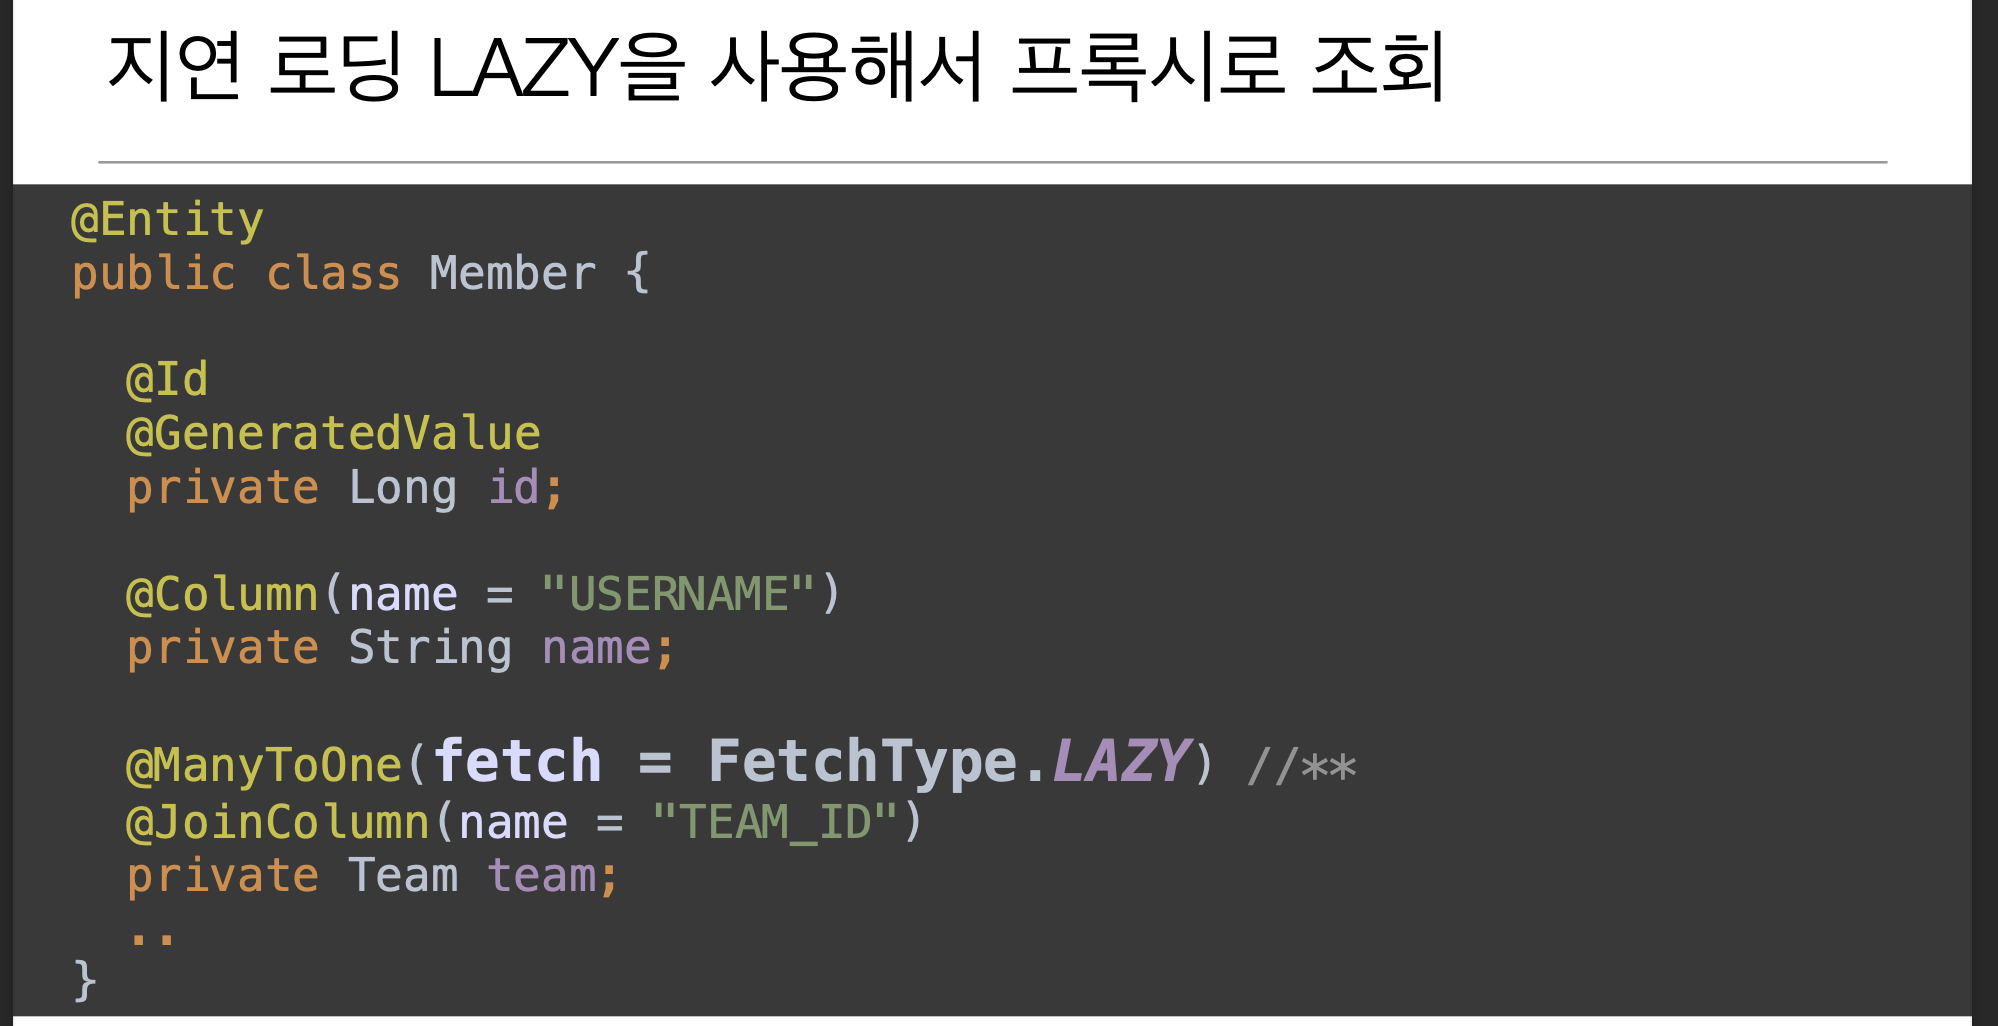 지연 로딩 LAZY을 사용해서 프록시로 조회
@Entity
public class Member {
@Id
@GeneratedValue
private Long id;
@Column(name = "USERNAME")
private String name;
@ManyToOne(fetch = FetchType.LAZY) //**
@JoinColumn(name = "TEAM_ID")
private Team team;
..
}